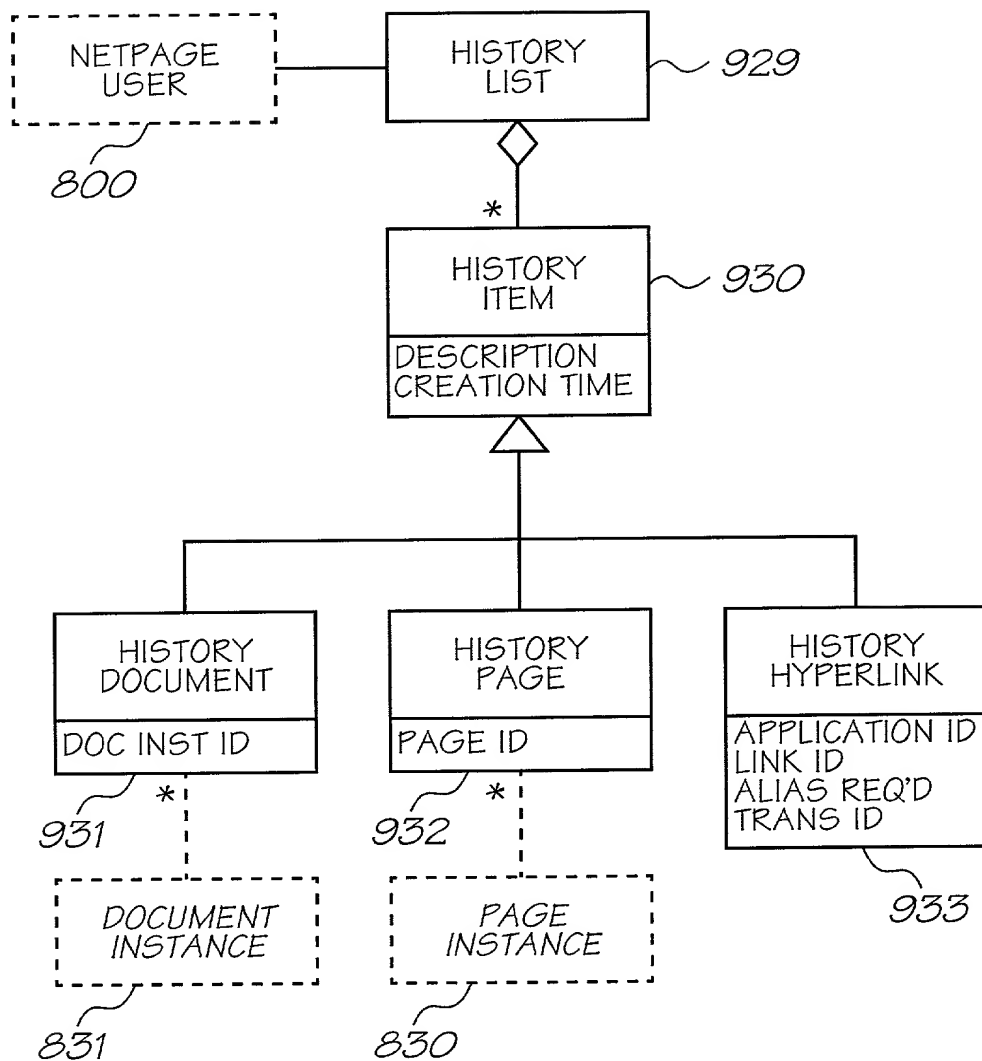 NETPAGE
USER
800
HISTORY
LIST
929
*
HISTORY
ITEM
930
DESCRIPTION
CREATION TIME
HISTORY
DOCUMENT
DOC INST ID
931
*
HISTORY
PAGE
PAGE ID
932
*
HISTORY
HYPERLINK
APPLICATION ID
LINK ID
ALIAS REQ'D
TRANS ID
933
DOCUMENT
INSTANCE
831
PAGE
INSTANCE
830